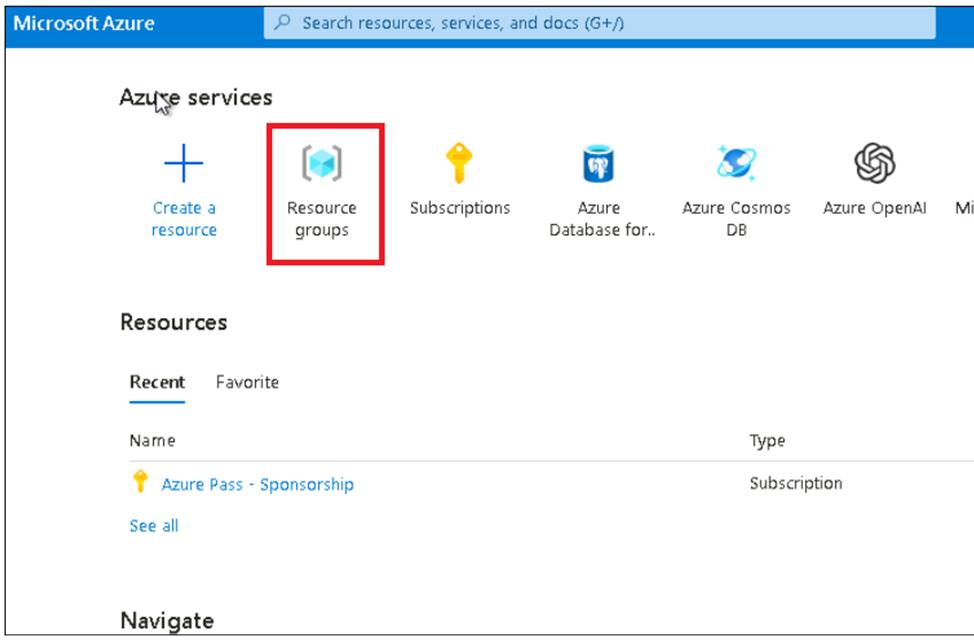 Microsoft Azure
Search resources, services, and docs (G+/)
Azure services
Create a
resource
Resource
groups
Subscriptions
Azure
Database for..
Azure Cosmos
DB
Azure OpenAI
Mi
Resources
Recent Favorite
Name Type
Azure Pass - Sponsorship Subscription
See all
Navigate